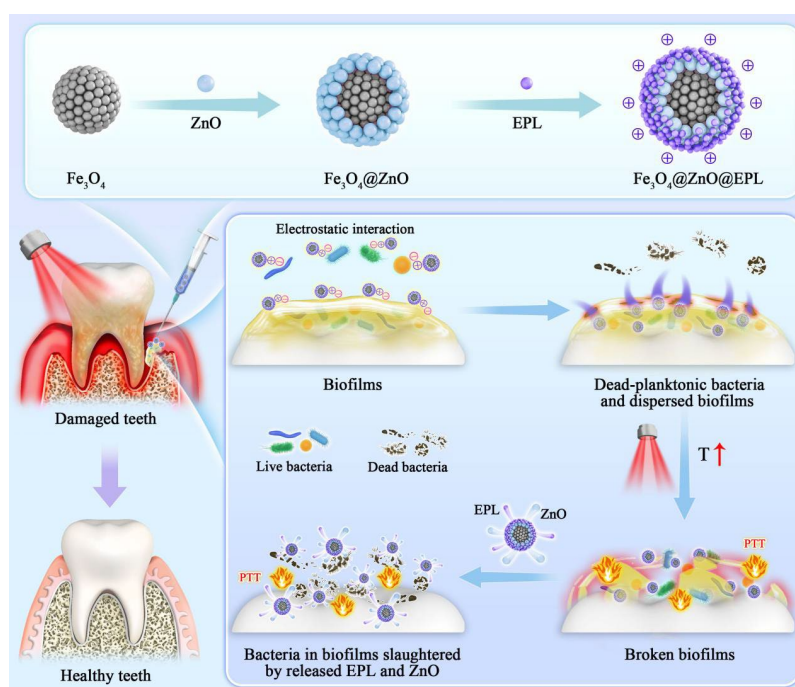 ZnO
EPL
Fe₃O₄
Fe₃O₄@ZnO
Fe₃O₄@ZnO@EPL
Electrostatic interaction
Biofilms
Dead-planktonic bacteria
and dispersed biofilms
Damaged teeth
Live bacteria
Dead bacteria
T
EPL
ZnO
PTT
PTT
Healthy teeth
Bacteria in biofilms slaughtered
by released EPL and ZnO
Broken biofilms